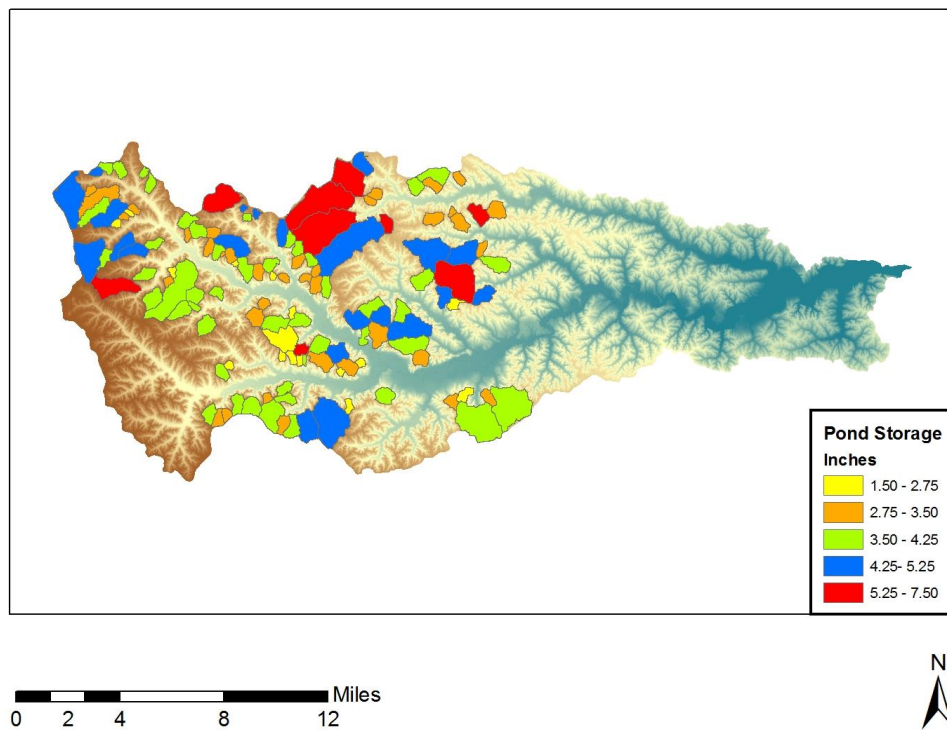 Pond Storage
Inches
1.50 - 2.75
2.75 - 3.50
3.50 - 4.25
4.25- 5.25
5.25 - 7.50
N
Miles
0 2 4 8 12